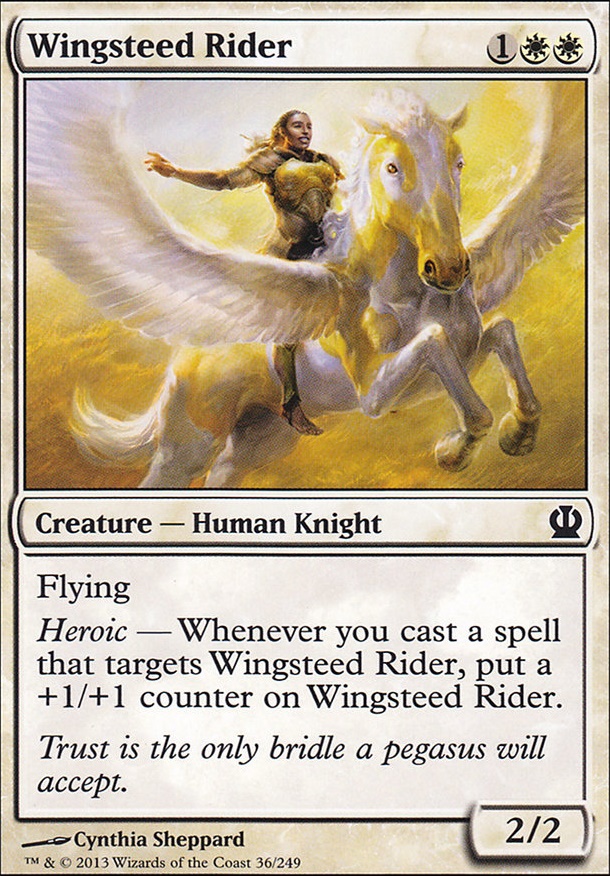 Wingsteed Rider 1
Creature — Human Knight
Flying
Heroic — Whenever you cast a spell
that targets Wingsteed Rider, put a
+1/+1 counter on Wingsteed Rider.
Trust is the only bridle a pegasus will
accept.
2/2
Cynthia Sheppard
™ & © 2013 Wizards of the Coast 36/249